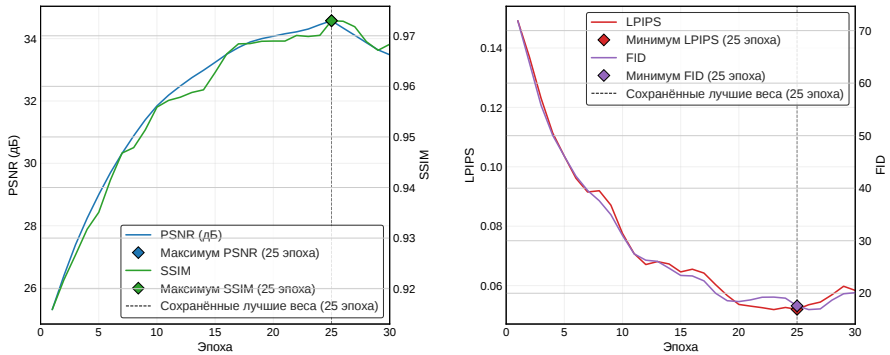 34
32
30
28
26
PSNR (дБ)
0.97
0.96
0.95
0.94
0.93
0.92
SSIM
PSNR (дБ)
Максимум PSNR (25 эпоха)
SSIM
Максимум SSIM (25 эпоха)
Сохранённые лучшие веса (25 эпоха)
0 5 10 15 20 25 30
Эпоха
0.14
0.12
0.10
0.08
0.06
LPIPS
70
60
50
40
30
20
FID
LPIPS
Минимум LPIPS (25 эпоха)
FID
Минимум FID (25 эпоха)
Сохранённые лучшие веса (25 эпоха)
0 5 10 15 20 25 30
Эпоха